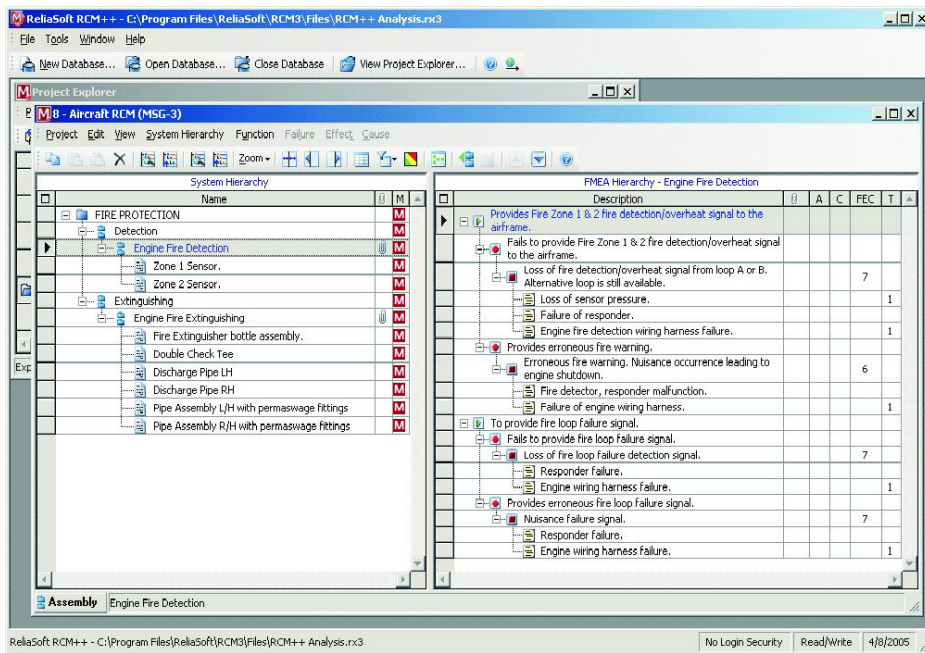 ReliaSoft RCM++ - C:\Program Files\ReliaSoft\RCM3\Files\RCM++ Analysis.rx3
File Tools Window Help
New Database... Open Database... Close Database View Project Explorer...
Project Explorer
8 - Aircraft RCM (MSG-3)
Project Edit View System Hierarchy Function Failure Effect Cause
Zoom
System Hierarchy
Name M
FIRE PROTECTION M
Detection M
Engine Fire Detection M
Zone 1 Sensor. M
Zone 2 Sensor. M
Extinguishing M
Engine Fire Extinguishing M
Fire Extinguisher bottle assembly. M
Double Check Tee M
Discharge Pipe LH M
Discharge Pipe RH M
Pipe Assembly L/H with permaswage fittings M
Pipe Assembly R/H with permaswage fittings M
FMEA Hierarchy - Engine Fire Detection
Description A C FEC T
Provides Fire Zone 1 & 2 fire detection/overheat signal to the
airframe.
Fails to provide Fire Zone 1 & 2 fire detection/overheat signal
to the airframe.
Loss of fire detection/overheat signal from loop A or B.
Alternative loop is still available. 7
Loss of sensor pressure. 1
Failure of responder.
Engine fire detection wiring harness failure. 1
Provides erroneous fire warning.
Erroneous fire warning. Nuisance occurrence leading to
engine shutdown. 6
Fire detector, responder malfunction.
Failure of engine wiring harness. 1
To provide fire loop failure signal.
Fails to provide fire loop failure signal.
Loss of fire loop failure detection signal. 7
Responder failure.
Engine wiring harness failure. 1
Provides erroneous fire loop failure signal.
Nuisance failure signal. 7
Responder failure.
Engine wiring harness failure. 1
Assembly Engine Fire Detection
ReliaSoft RCM++ - C:\Program Files\ReliaSoft\RCM3\Files\RCM++ Analysis.rx3 No Login Security Read/Write 4/8/2005